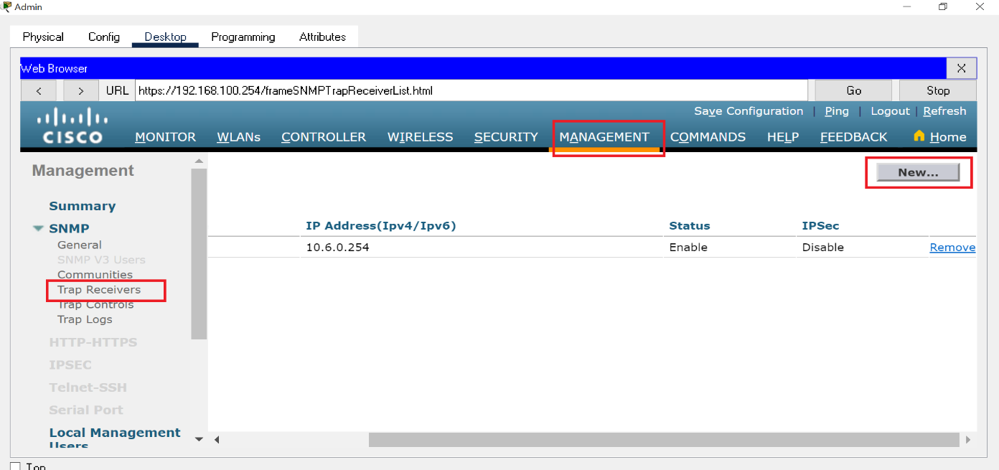 Admin
Physical Config Desktop Programming Attributes
Web Browser X
< > URL https://192.168.100.254/frameSNMPTrapReceiverList.html Go Stop
Save Configuration | Ping | Logout | Refresh
CISCO MONITOR WLANs CONTROLLER WIRELESS SECURITY MANAGEMENT COMMANDS HELP FEEDBACK Home
Management
New...
Summary
SNMP
General
SNMP V3 Users
Communities
Trap Receivers
Trap Controls
Trap Logs
HTTP-HTTPS
IPSEC
Telnet-SSH
Serial Port
Local Management
Users
IP Address(Ipv4/Ipv6) Status IPSec
10.6.0.254 Enable Disable Remove
Top